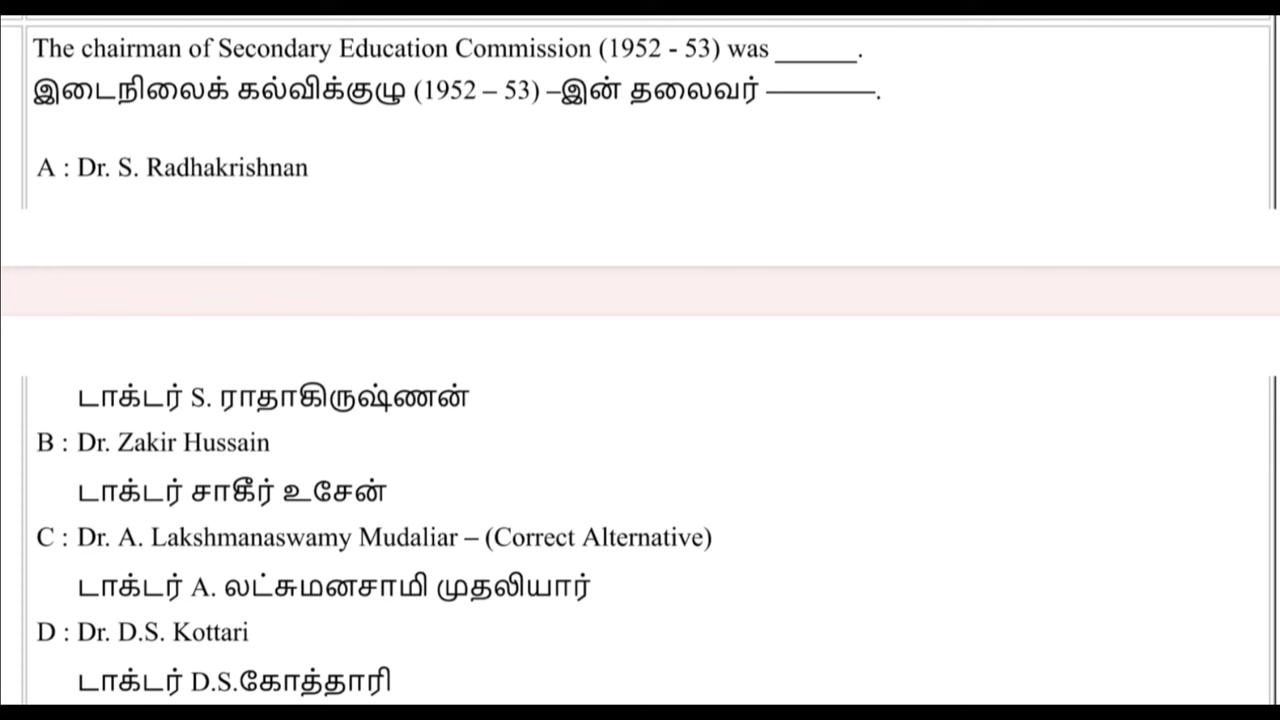 The chairman of Secondary Education Commission (1952 - 53) was ______.
இடைநிலைக் கல்விக்குழு (1952 – 53) –இன் தலைவர் ————.
A : Dr. S. Radhakrishnan
டாக்டர் S. ராதாகிருஷ்ணன்
B : Dr. Zakir Hussain
டாக்டர் சாகீர் உசேன்
C : Dr. A. Lakshmanaswamy Mudaliar – (Correct Alternative)
டாக்டர் A. லட்சுமனசாமி முதலியார்
D : Dr. D.S. Kottari
டாக்டர் D.S.கோத்தாரி